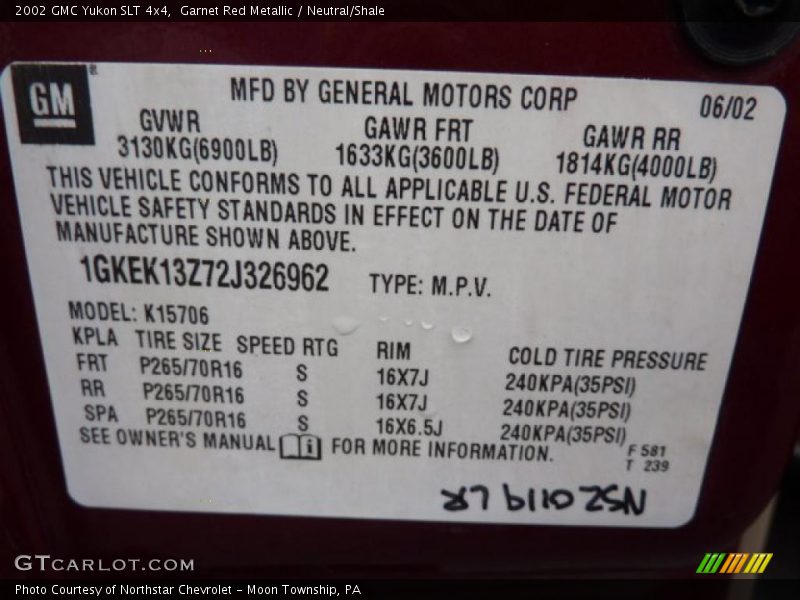 2002 GMC Yukon SLT 4x4,  Garnet Red Metallic / Neutral/Shale
GM
MFD BY GENERAL MOTORS CORP
06/02
GVWR GAWR FRT GAWR RR
3130KG(6900LB) 1633KG(3600LB) 1814KG(4000LB)
THIS VEHICLE CONFORMS TO ALL APPLICABLE U.S. FEDERAL MOTOR
VEHICLE SAFETY STANDARDS IN EFFECT ON THE DATE OF
MANUFACTURE SHOWN ABOVE.
1GKEK13Z72J326962 TYPE: M.P.V.
MODEL: K15706
KPLA TIRE SIZE SPEED RTG RIM COLD TIRE PRESSURE
FRT P265/70R16 S 16X7J 240KPA(35PSI)
RR P265/70R16 S 16X7J 240KPA(35PSI)
SPA P265/70R16 S 16X6.5J 240KPA(35PSI)
SEE OWNER'S MANUAL i FOR MORE INFORMATION.
F 581
T 239
GTCARLOT.COM
Photo Courtesy of Northstar Chevrolet - Moon Township, PA